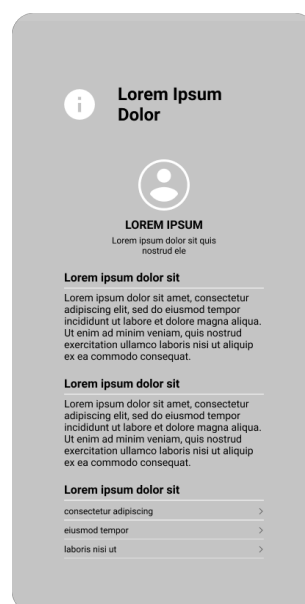 Lorem Ipsum
Dolor
LOREM IPSUM
Lorem ipsum dolor sit quis
nostrud ele
Lorem ipsum dolor sit
Lorem ipsum dolor sit amet, consectetur
adipiscing elit, sed do eiusmod tempor
incididunt ut labore et dolore magna aliqua.
Ut enim ad minim veniam, quis nostrud
exercitation ullamco laboris nisi ut aliquip
ex ea commodo consequat.
Lorem ipsum dolor sit
Lorem ipsum dolor sit amet, consectetur
adipiscing elit, sed do eiusmod tempor
incididunt ut labore et dolore magna aliqua.
Ut enim ad minim veniam, quis nostrud
exercitation ullamco laboris nisi ut aliquip
ex ea commodo consequat.
Lorem ipsum dolor sit
consectetur adipiscing
eiusmod tempor
laboris nisi ut